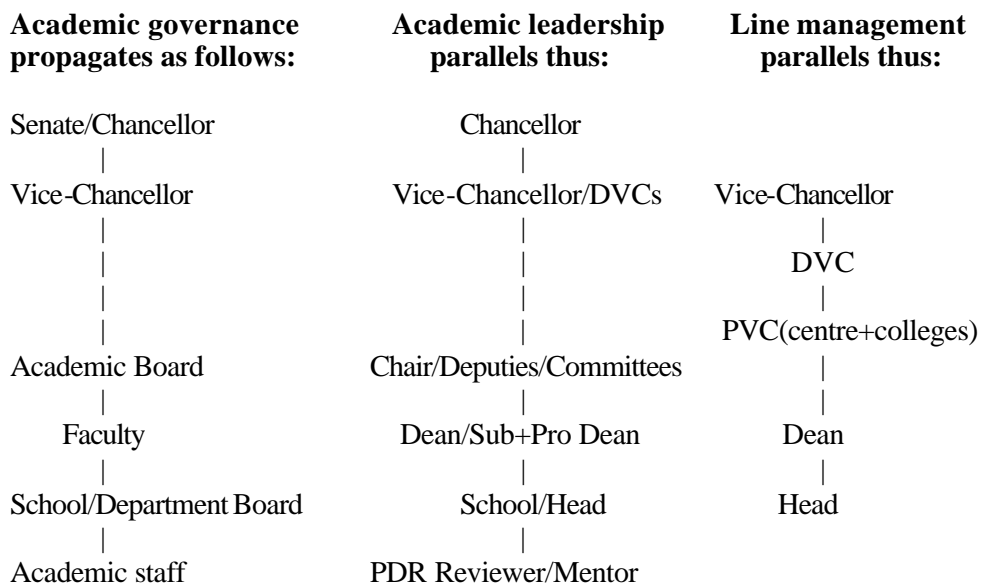 Academic governance Academic leadership Line management
propagates as follows: parallels thus: parallels thus:
Senate/Chancellor Chancellor
Vice-Chancellor Vice-Chancellor/DVCs Vice-Chancellor
DVC
PVC(centre+colleges)
Academic Board Chair/Deputies/Committees
Faculty Dean/Sub+Pro Dean Dean
School/Department Board School/Head Head
Academic staff PDR Reviewer/Mentor